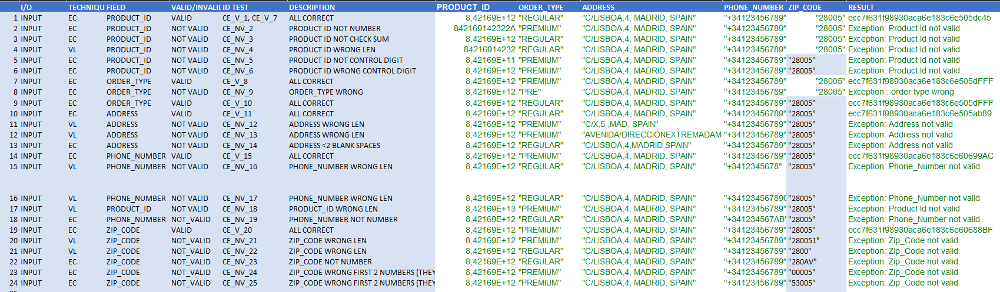 I/O TECHNIQU FIELD VALID/INVALI ID TEST DESCRIPTION PRODUCT_ID ORDER_TYPE ADDRESS PHONE_NUMBER ZIP_CODE RESULT
1 INPUT EC PRODUCT_ID VALID CE_V_1, CE_V_7 ALL CORRECT 8,42169E+12 "REGULAR" "C/LISBOA,4, MADRID, SPAIN" "+34123456789" "28005" ecc7f631f98930aca6e183c6e505dc45
2 INPUT EC PRODUCT_ID NOT VALID CE_NV_2 PRODUCT ID NOT NUMBER 842169142322A "PREMIUM" "C/LISBOA,4, MADRID, SPAIN" "+34123456789" "28005" Exception: Product Id not valid
3 INPUT EC PRODUCT_ID NOT VALID CE_NV_3 PRODUCT ID NOT CHECK SUM 8,42169E+12 "REGULAR" "C/LISBOA,4, MADRID, SPAIN" "+34123456789" "28005" Exception: Product Id not valid
4 INPUT VL PRODUCT_ID NOT VALID CE_NV_4 PRODUCT ID WRONG LEN 84216914232 "REGULAR" "C/LISBOA,4, MADRID, SPAIN" "+34123456789" "28005" Exception: Product Id not valid
5 INPUT EC PRODUCT_ID NOT VALID CE_NV_5 PRODUCT ID NOT CONTROL DIGIT 8,42169E+11 "PREMIUM" "C/LISBOA,4, MADRID, SPAIN" "+34123456789" "28005" Exception: Product Id not valid
6 INPUT EC PRODUCT_ID NOT VALID CE_NV_6 PRODUCT ID WRONG CONTROL DIGIT 8,42169E+12 "PREMIUM" "C/LISBOA,4, MADRID, SPAIN" "+34123456789" "28005" Exception: Product Id not valid
7 INPUT EC ORDER_TYPE VALID CE_V_8 ALL CORRECT 8,42169E+12 "PREMIUM" "C/LISBOA,4, MADRID, SPAIN" "+34123456789" "28005" ecc7f631f98930aca6e183c6e505dFFF
8 INPUT EC ORDER_TYPE NOT VALID CE_NV_9 ORDER_TYPE WRONG 8,42169E+12 "PRE" "C/LISBOA,4, MADRID, SPAIN" "+34123456789" "28005" Exception : order type wrong
9 INPUT EC ORDER_TYPE VALID CE_V_10 ALL CORRECT 8,42169E+12 "REGULAR" "C/LISBOA,4, MADRID, SPAIN" "+34123456789" "28005" ecc7f631f98930aca6e183c6e505dFFF
10 INPUT EC ADDRESS VALID CE_V_11 ALL CORRECT 8,42169E+12 "REGULAR" "C/LISBOA,4, MADRID, SPAIN" "+34123456789" "28005" ecc7f631f98930aca6e183c6e505ab89
11 INPUT VL ADDRESS NOT VALID CE_NV_12 ADDRESS WRONG LEN 8,42169E+12 "PREMIUM" "C/X,5 ,MAD, SPAIN" "+34123456789" "28005" Exception: Address not valid
12 INPUT VL ADDRESS NOT VALID CE_NV_13 ADDRESS WRONG LEN 8,42169E+12 "PREMIUM" "AVENIDA/DIRECCIONEXTREMADAM "+34123456789" "28005" Exception: Address not valid
13 INPUT EC ADDRESS NOT VALID CE_NV_14 ADDRESS <2 BLANK SPACES 8,42169E+12 "REGULAR" "C/LISBOA,4,MADRID,SPAIN" "+34123456789" "28005" Exception: Address not valid
14 INPUT EC PHONE_NUMBER VALID CE_V_15 ALL CORRECT 8,42169E+12 "PREMIUM" "C/LISBOA,4, MADRID, SPAIN" "+34123456789" "28005" ecc7f631f98930aca6e183c6e60699AC
15 INPUT VL PHONE_NUMBER NOT VALID CE_NV_16 PHONE_NUMBER WRONG LEN 8,42169E+12 "REGULAR" "C/LISBOA,4, MADRID, SPAIN" "+3412345678" "28005" Exception: Phone_Number not valid
16 INPUT VL PHONE_NUMBER NOT VALID CE_NV_17 PHONE_NUMBER WRONG LEN 8,42169E+12 "REGULAR" "C/LISBOA,4, MADRID, SPAIN" "+341234567890 "28005" Exception: Phone_Number not valid
17 INPUT VL PRODUCT_ID NOT VALID CE_NV_18 PRODUCT_ID WRONG LEN 8,42169E+13 "PREMIUM" "C/LISBOA,4, MADRID, SPAIN" "+34123456789" "28005" Exception: Product Id not valid
18 INPUT EC PHONE_NUMBER NOT_VALID CE_NV_19 PHONE_NUMBER NOT NUMBER 8,42169E+12 "REGULAR" "C/LISBOA,4, MADRID, SPAIN" "+341234567AB" "28005" Exception: Phone_Number not valid
19 INPUT EC ZIP_CODE VALID CE_V_20 ALL CORRECT 8,42169E+12 "PREMIUM" "C/LISBOA,4, MADRID, SPAIN" "+34123456789" "28005" ecc7f631f98930aca6e183c6e60688BF
20 INPUT VL ZIP_CODE NOT_VALID CE_NV_21 ZIP_CODE WRONG LEN 8,42169E+12 "PREMIUM" "C/LISBOA,4, MADRID, SPAIN" "+34123456789" "280051" Exception: Zip_Code not valid
21 INPUT VL ZIP_CODE NOT_VALID CE_NV_22 ZIP_CODE WRONG LEN 8,42169E+12 "REGULAR" "C/LISBOA,4, MADRID, SPAIN" "+34123456789" "2800" Exception: Zip_Code not valid
22 INPUT EC ZIP_CODE NOT_VALID CE_NV_23 ZIP_CODE NOT NUMBER 8,42169E+12 "REGULAR" "C/LISBOA,4, MADRID, SPAIN" "+34123456789" "280AV" Exception: Zip_Code not valid
23 INPUT EC ZIP_CODE NOT_VALID CE_NV_24 ZIP_CODE WRONG FIRST 2 NUMBERS (THEY 8,42169E+12 "PREMIUM" "C/LISBOA,4, MADRID, SPAIN" "+34123456789" "00005" Exception: Zip_Code not valid
24 INPUT EC ZIP_CODE NOT_VALID CE_NV_25 ZIP_CODE WRONG FIRST 2 NUMBERS (THEY 8,42169E+12 "REGULAR" "C/LISBOA,4, MADRID, SPAIN" "+34123456789" "53005" Exception: Zip_Code not valid